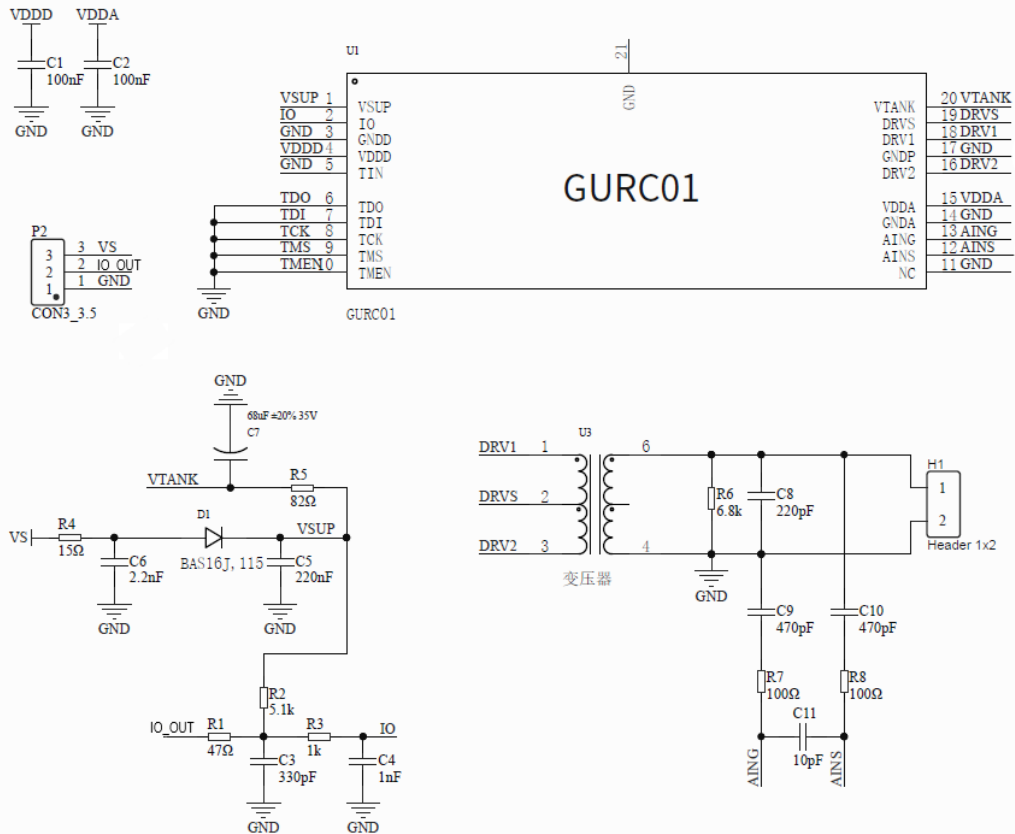 VDDD VDDA
C1
100nF
C2
100nF
GND GND
U1
21
GND
VSUP 1 VSUP
IO 2 IO
GND 3 GNDD
VDDD 4 VDDD
GND 5 TIN
TDO 6 TDO
TDI 7 TDI
TCK 8 TCK
TMS 9 TMS
TMEN 10 TMEN
GND
GURC01
VTANK 20 VTANK
DRVS 19 DRVS
DRV1 18 DRV1
GNDP 17 GND
DRV2 16 DRV2
VDDA 15 VDDA
GNDA 14 GND
AING 13 AING
AINS 12 AINS
NC 11 GND
GURC01
P2
3 3 VS
2 2 IO_OUT
1 1 GND
CON3_3.5
GND
68uF ±20% 35V
C7
VTANK
R5
82Ω
VS
R4
15Ω
D1
BAS16J, 115
VSUP
C6
2.2nF
GND
C5
220nF
GND
R2
5.1k
IO_OUT
R1
47Ω
R3
1k
IO
C3
330pF
GND
C4
1nF
GND
U3
DRV1 1
DRVS 2
DRV2 3
6
4
变压器
R6
6.8k
C8
220pF
GND
H1
1
2
Header 1x2
C9
470pF
C10
470pF
R7
100Ω
R8
100Ω
C11
10pF
AING
AINS